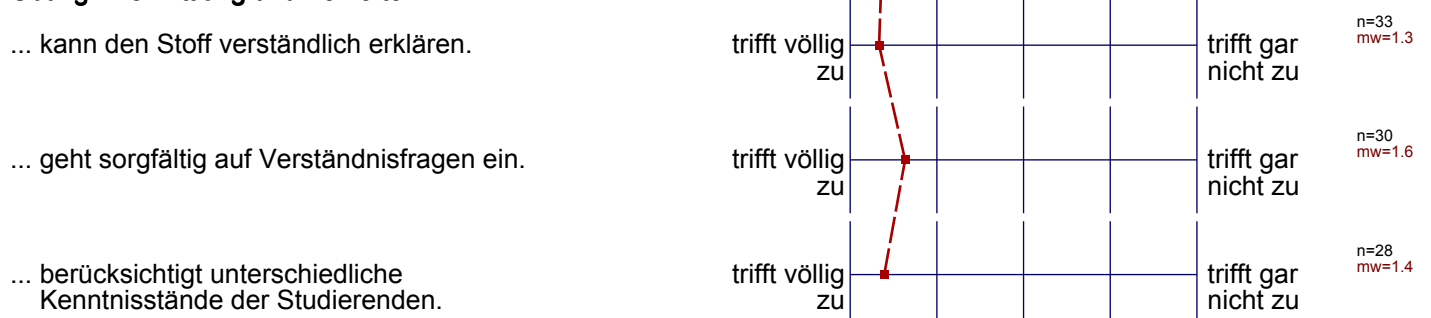 ... kann den Stoff verständlich erklären.
trifft völlig
zu
trifft gar
nicht zu
n=33
mw=1.3
... geht sorgfältig auf Verständnisfragen ein.
trifft völlig
zu
trifft gar
nicht zu
n=30
mw=1.6
... berücksichtigt unterschiedliche
Kenntnisstände der Studierenden.
trifft völlig
zu
trifft gar
nicht zu
n=28
mw=1.4